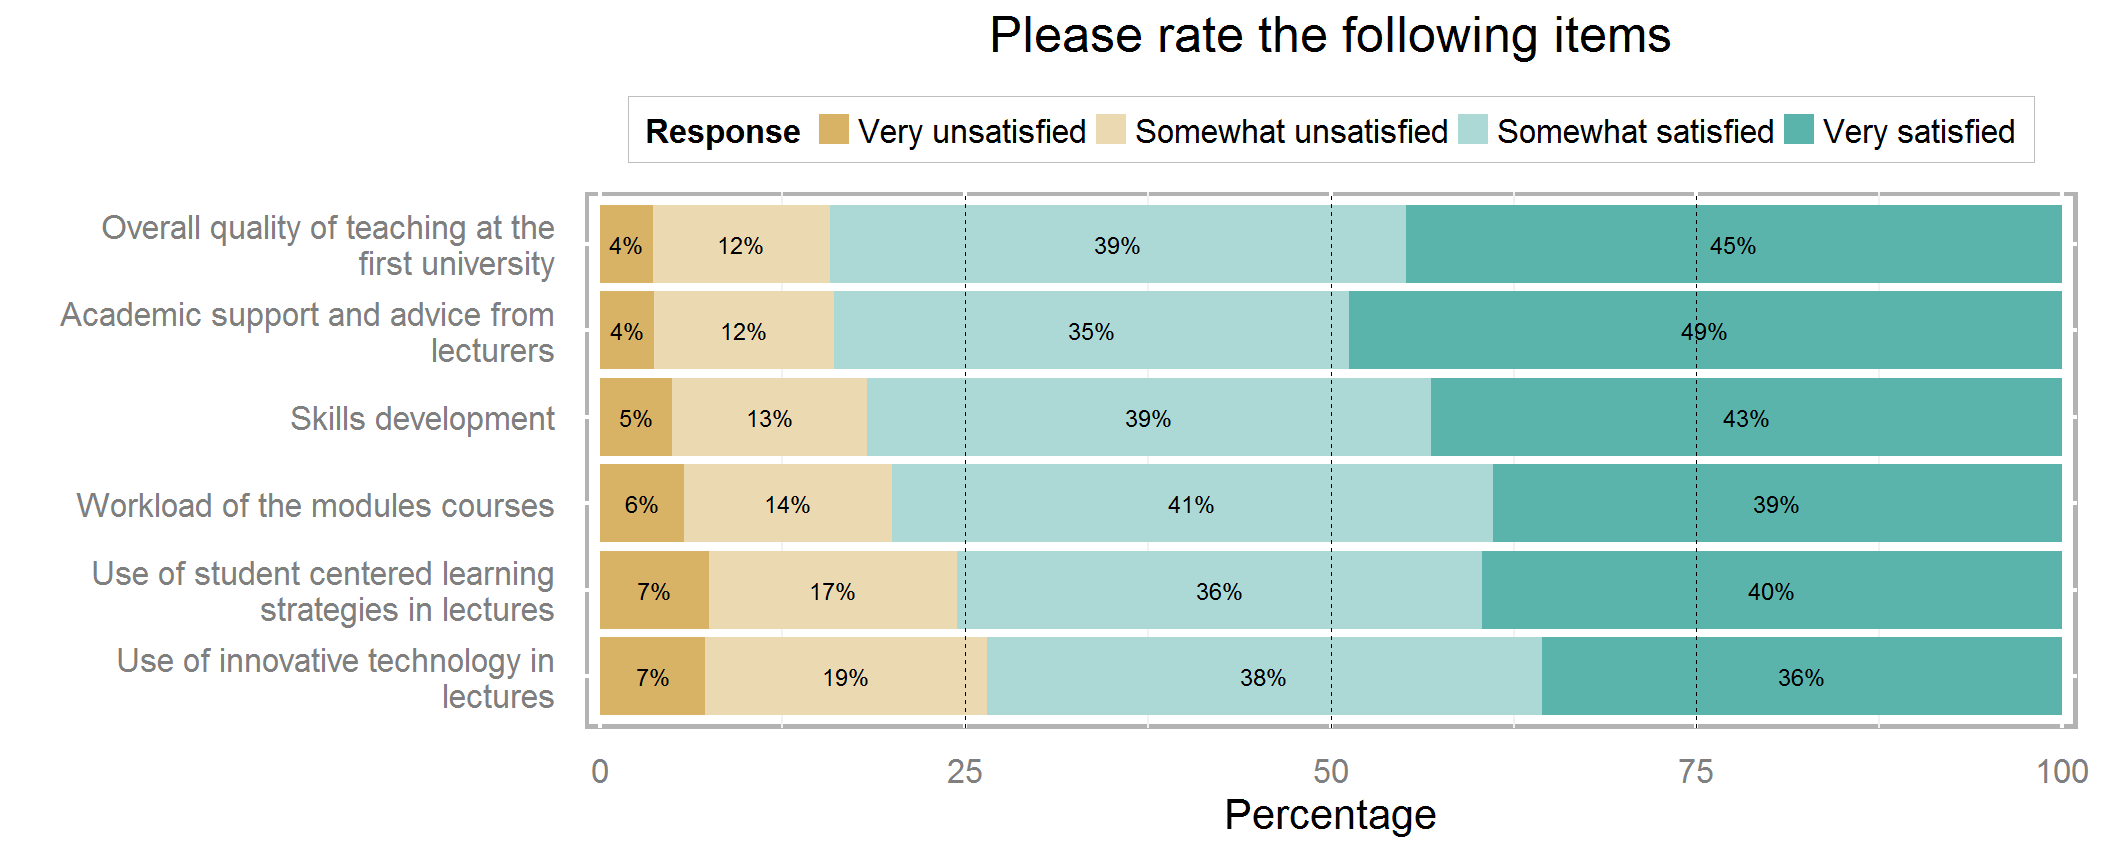 Please rate the following items
Response Very unsatisfied Somewhat unsatisfied Somewhat satisfied Very satisfied
Overall quality of teaching at the
first university
4% 12% 39% 45%
Academic support and advice from
lecturers
4% 12% 35% 49%
Skills development
5% 13% 39% 43%
Workload of the modules courses
6% 14% 41% 39%
Use of student centered learning
strategies in lectures
7% 17% 36% 40%
Use of innovative technology in
lectures
7% 19% 38% 36%
0 25 50 75 100
Percentage